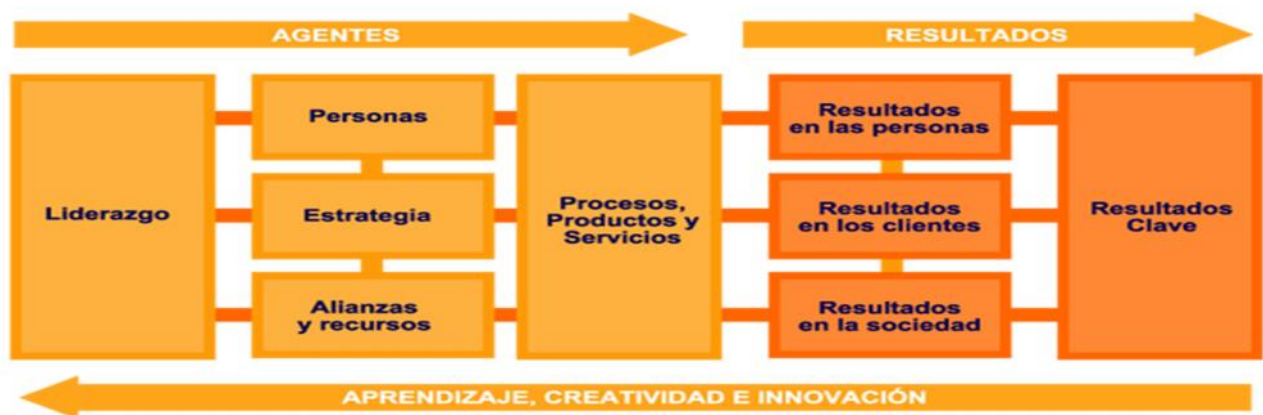 AGENTES
RESULTADOS
Liderazgo
Personas
Estrategia
Alianzas
y recursos
Procesos,
Productos y
Servicios
Resultados
en las personas
Resultados
en los clientes
Resultados
en la sociedad
Resultados
Clave
APRENDIZAJE, CREATIVIDAD E INNOVACIÓN